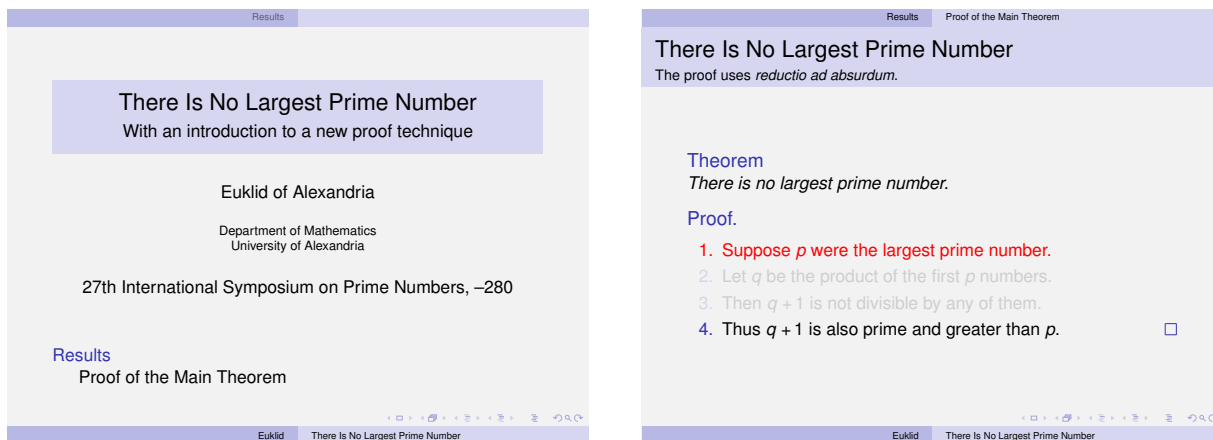 Results
There Is No Largest Prime Number
With an introduction to a new proof technique
Euklid of Alexandria
Department of Mathematics
University of Alexandria
27th International Symposium on Prime Numbers, –280
Results
Proof of the Main Theorem
Euklid There Is No Largest Prime Number
Results Proof of the Main Theorem
There Is No Largest Prime Number
The proof uses reductio ad absurdum.
Theorem
There is no largest prime number.
Proof.
1. Suppose p were the largest prime number.
2. Let q be the product of the first p numbers.
3. Then q + 1 is not divisible by any of them.
4. Thus q + 1 is also prime and greater than p. □
Euklid There Is No Largest Prime Number